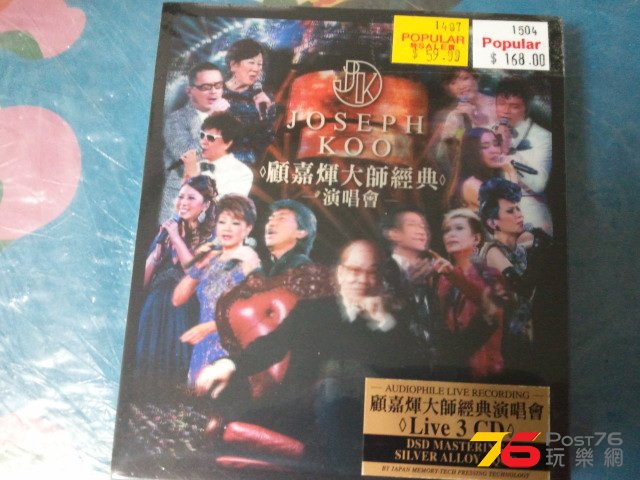 1407
POPULAR
$ 59.00
1504
Popular
$ 168.00
JK
JOSEPH
KOO
顧嘉煇大師經典
演唱會
AUDIOPHILE LIVE RECORDING
顧嘉煇大師經典演唱會
Live 3 CD
DSD MASTERING
SILVER ALLOY
BY JAPAN MEMORY-TECH PRESSING TECHNOLOGY
76 Post76
玩樂網